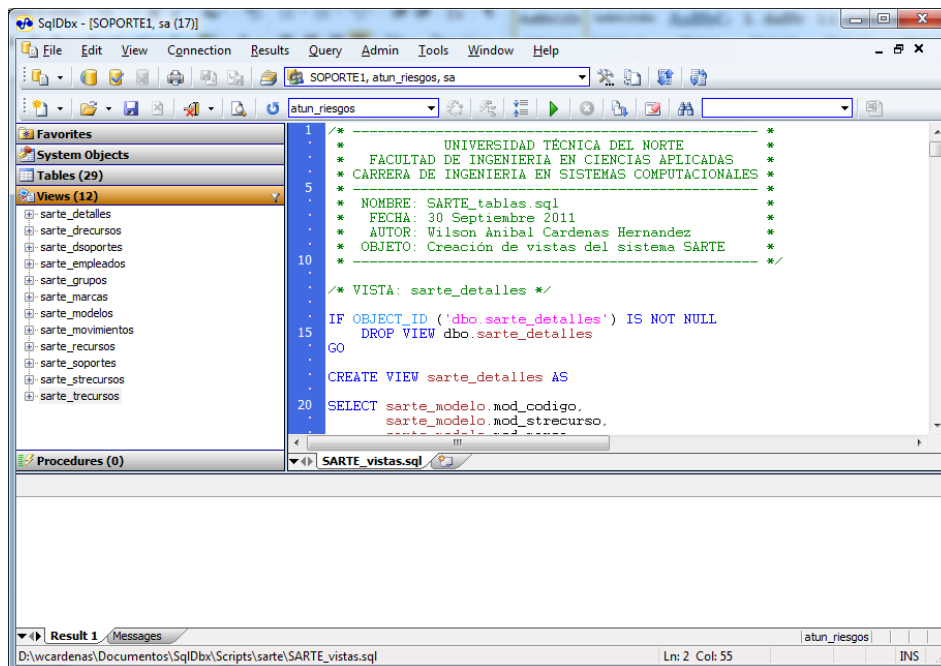 SqlDbx - [SOPORTE1, sa (17)]
File Edit View Connection Results Query Admin Tools Window Help
SOPORTE1, atun_riesgos, sa
atun_riesgos
Favorites
System Objects
Tables (29)
Views (12)
sarte_detalles
sarte_drecursos
sarte_dsoportes
sarte_empleados
sarte_grupos
sarte_marcas
sarte_modelos
sarte_movimientos
sarte_recursos
sarte_soportes
sarte_strecursos
sarte_trecursos
Procedures (0)
1 /* -------------------------------------------------- *
* UNIVERSIDAD TÉCNICA DEL NORTE *
* FACULTAD DE INGENIERIA EN CIENCIAS APLICADAS *
* CARRERA DE INGENIERIA EN SISTEMAS COMPUTACIONALES *
5 * -------------------------------------------------- *
* NOMBRE: SARTE_tablas.sql *
* FECHA: 30 Septiembre 2011 *
* AUTOR: Wilson Anibal Cardenas Hernandez *
* OBJETO: Creación de vistas del sistema SARTE *
10 * -------------------------------------------------- */
/* VISTA: sarte_detalles */
IF OBJECT_ID ('dbo.sarte_detalles') IS NOT NULL
15 DROP VIEW dbo.sarte_detalles
GO
CREATE VIEW sarte_detalles AS
20 SELECT sarte_modelo.mod_codigo,
sarte_modelo.mod_strecurso,
SARTE_vistas.sql
Result 1 Messages
atun_riesgos
D:\wcardenas\Documentos\SqlDbx\Scripts\sarte\SARTE_vistas.sql Ln: 2 Col: 55 INS